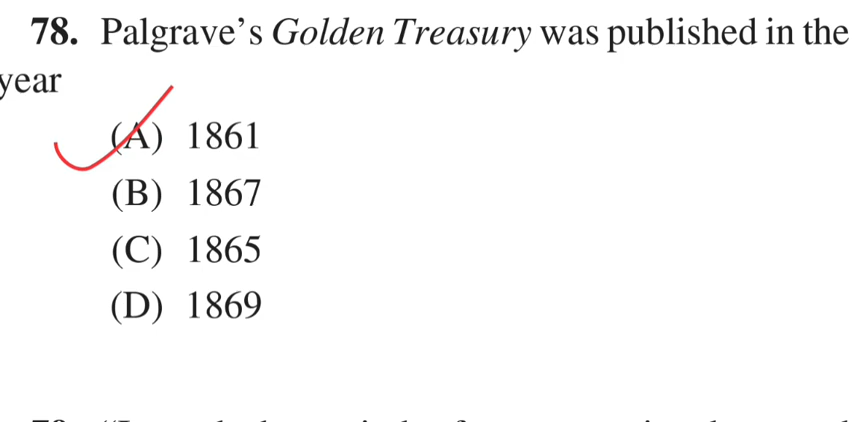 78. Palgrave’s Golden Treasury was published in the
year
(A) 1861
(B) 1867
(C) 1865
(D) 1869